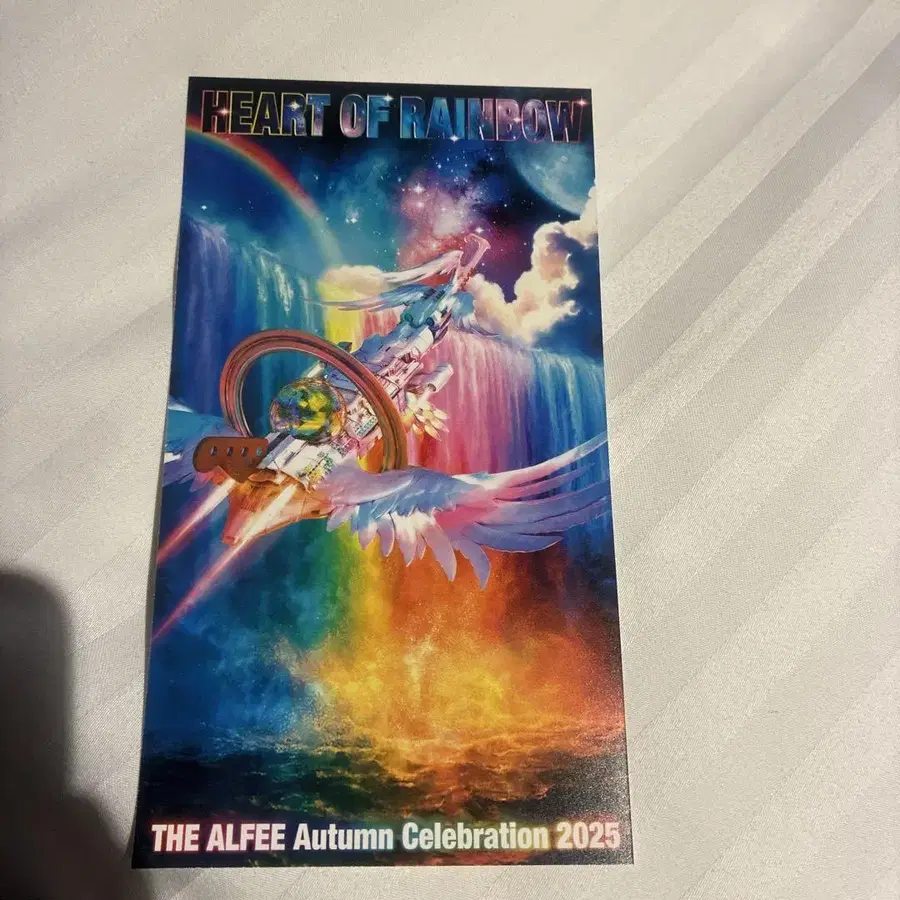 HEART OF RAINBOW
THE ALFEE Autumn Celebration 2025